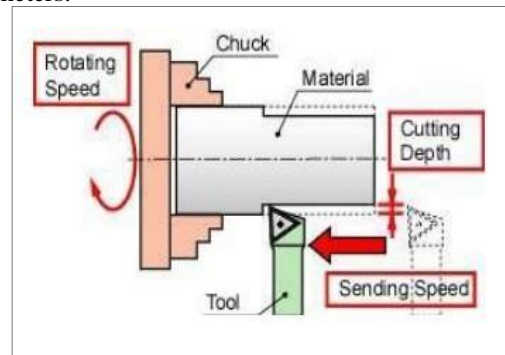 Chuck
Rotating
Speed
Material
Cutting
Depth
Sending Speed
Tool